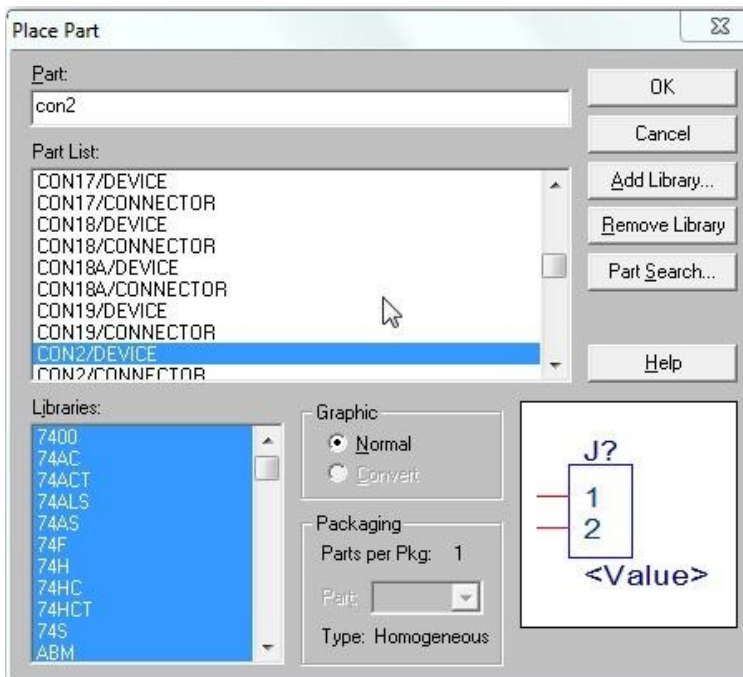 Place Part
Part:
con2
OK
Cancel
Part List:
Add Library...
CON17/DEVICE
CON17/CONNECTOR
CON18/DEVICE
CON18/CONNECTOR
CON18A/DEVICE
CON18A/CONNECTOR
CON19/DEVICE
CON19/CONNECTOR
CON2/DEVICE
CON2/CONNECTOR
Remove Library
Part Search...
Help
Libraries:
7400
74AC
74ACT
74ALS
74AS
74F
74H
74HC
74HCT
74S
ABM
Graphic
Normal
Convert
Packaging
Parts per Pkg: 1
Part:
Type: Homogeneous
J?
1
2
<Value>